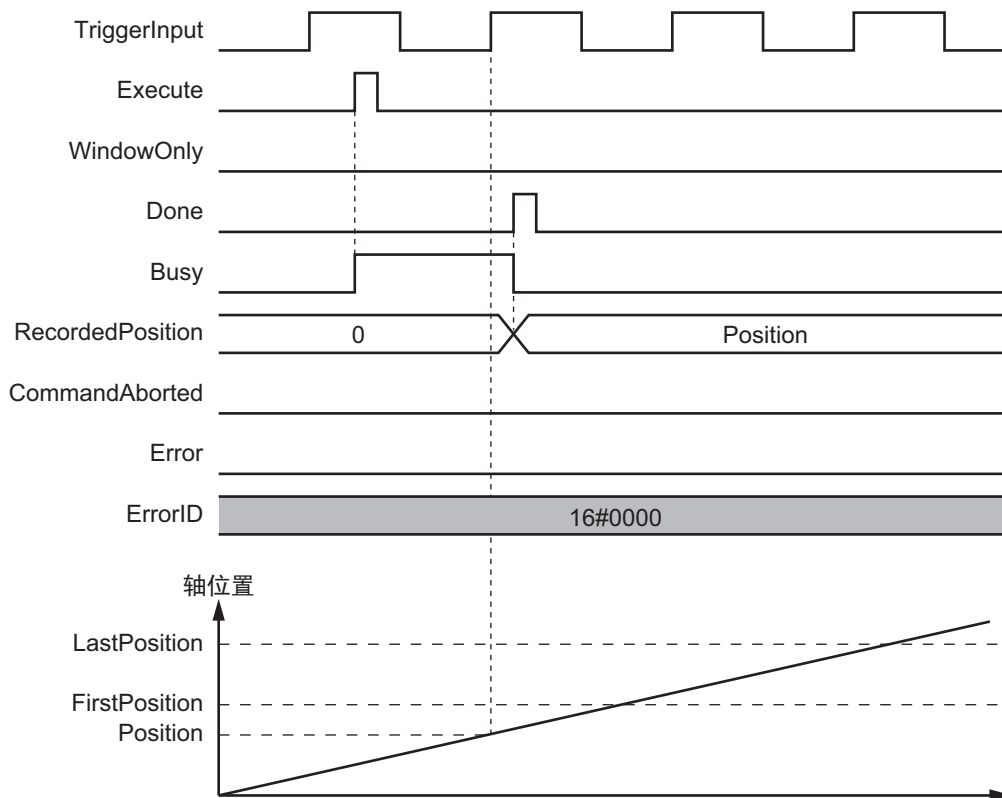 TriggerInput
Execute
WindowOnly
Done
Busy
RecordedPosition
0
Position
CommandAborted
Error
ErrorID
16#0000
轴位置
LastPosition
FirstPosition
Position